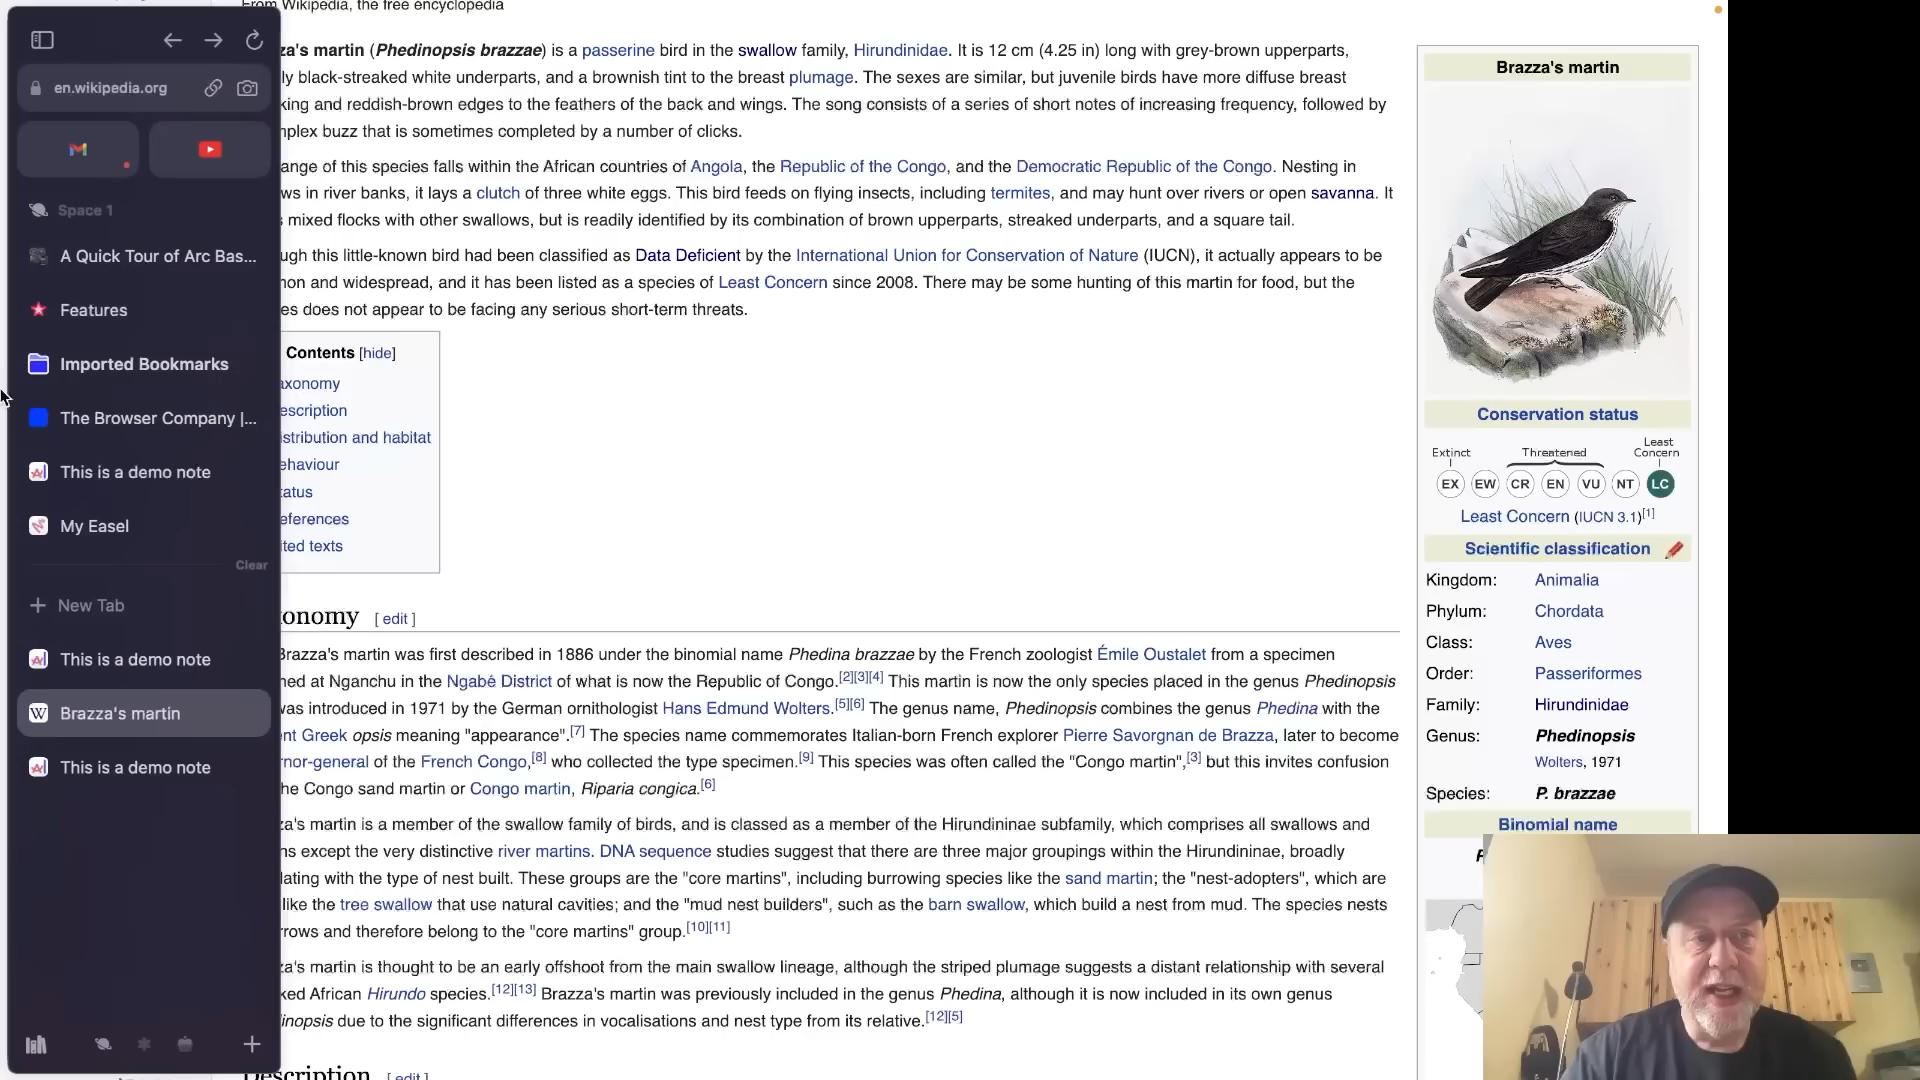 en.wikipedia.org
Space 1
A Quick Tour of Arc Bas...
Features
Imported Bookmarks
The Browser Company |...
This is a demo note
My Easel
Clear
New Tab
This is a demo note
Brazza's martin
This is a demo note
From Wikipedia, the free encyclopedia
za's martin (Phedinopsis brazzae) is a passerine bird in the swallow family, Hirundinidae. It is 12 cm (4.25 in) long with grey-brown upperparts,
ly black-streaked white underparts, and a brownish tint to the breast plumage. The sexes are similar, but juvenile birds have more diffuse breast
king and reddish-brown edges to the feathers of the back and wings. The song consists of a series of short notes of increasing frequency, followed by
nplex buzz that is sometimes completed by a number of clicks.
ange of this species falls within the African countries of Angola, the Republic of the Congo, and the Democratic Republic of the Congo. Nesting in
ws in river banks, it lays a clutch of three white eggs. This bird feeds on flying insects, including termites, and may hunt over rivers or open savanna. It
mixed flocks with other swallows, but is readily identified by its combination of brown upperparts, streaked underparts, and a square tail.
ugh this little-known bird had been classified as Data Deficient by the International Union for Conservation of Nature (IUCN), it actually appears to be
non and widespread, and it has been listed as a species of Least Concern since 2008. There may be some hunting of this martin for food, but the
es does not appear to be facing any serious short-term threats.
Contents [hide]
axonomy
escription
istribution and habitat
ehaviour
tatus
eferences
ited texts
onomy [ edit ]
Brazza's martin was first described in 1886 under the binomial name Phedina brazzae by the French zoologist Émile Oustalet from a specimen
ned at Nganchu in the Ngabé District of what is now the Republic of Congo.[2][3][4] This martin is now the only species placed in the genus Phedinopsis
was introduced in 1971 by the German ornithologist Hans Edmund Wolters.[5][6] The genus name, Phedinopsis combines the genus Phedina with the
nt Greek opsis meaning "appearance".[7] The species name commemorates Italian-born French explorer Pierre Savorgnan de Brazza, later to become
rnor-general of the French Congo,[8] who collected the type specimen.[9] This species was often called the "Congo martin",[3] but this invites confusion
he Congo sand martin or Congo martin, Riparia congica.[6]
za's martin is a member of the swallow family of birds, and is classed as a member of the Hirundininae subfamily, which comprises all swallows and
ns except the very distinctive river martins. DNA sequence studies suggest that there are three major groupings within the Hirundininae, broadly
lating with the type of nest built. These groups are the "core martins", including burrowing species like the sand martin; the "nest-adopters", which are
like the tree swallow that use natural cavities; and the "mud nest builders", such as the barn swallow, which build a nest from mud. The species nests
rrows and therefore belong to the "core martins" group.[10][11]
za's martin is thought to be an early offshoot from the main swallow lineage, although the striped plumage suggests a distant relationship with several
ked African Hirundo species.[12][13] Brazza's martin was previously included in the genus Phedina, although it is now included in its own genus
inopsis due to the significant differences in vocalisations and nest type from its relative.[12][5]
Description [ edit ]
Brazza's martin
Conservation status
Extinct Threatened Least Concern
EX EW CR EN VU NT LC
Least Concern (IUCN 3.1)[1]
Scientific classification
Kingdom: Animalia
Phylum: Chordata
Class: Aves
Order: Passeriformes
Family: Hirundinidae
Genus: Phedinopsis
Wolters, 1971
Species: P. brazzae
Binomial name